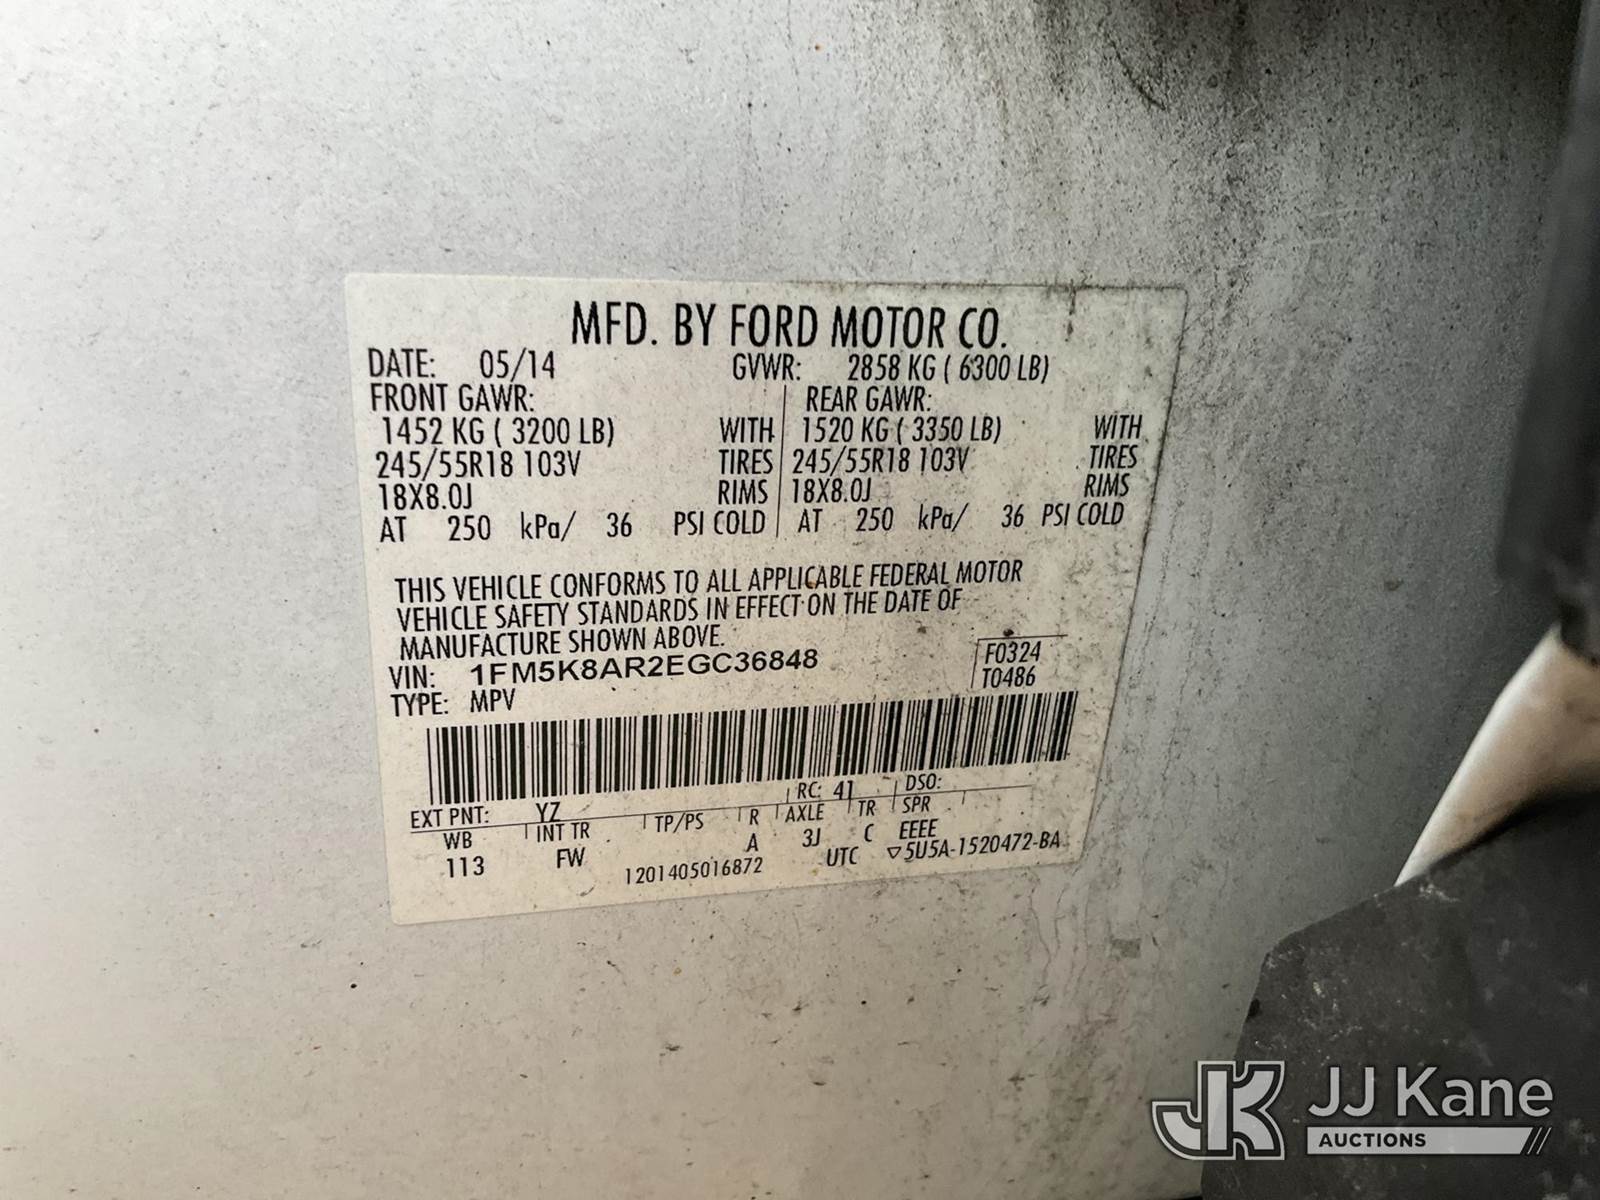 MFD. BY FORD MOTOR CO.
DATE: 05/14 GVWR: 2858 KG ( 6300 LB)
FRONT GAWR: REAR GAWR:
1452 KG ( 3200 LB) WITH 1520 KG ( 3350 LB) WITH
245/55R18 103V TIRES 245/55R18 103V TIRES
18X8.0J RIMS 18X8.0J RIMS
AT 250 kPa/ 36 PSI COLD AT 250 kPa/ 36 PSI COLD
THIS VEHICLE CONFORMS TO ALL APPLICABLE FEDERAL MOTOR
VEHICLE SAFETY STANDARDS IN EFFECT ON THE DATE OF
MANUFACTURE SHOWN ABOVE.
VIN: 1FM5K8AR2EGC36848 F0324
TYPE: MPV T0486
EXT PNT: YZ RC: 41 DSO:
WB INT TR TP/PS R AXLE TR SPR
113 FW A 3J C EEEE
1201405016872 UTC ▽5U5A-1520472-BA
JK JJ Kane
AUCTIONS